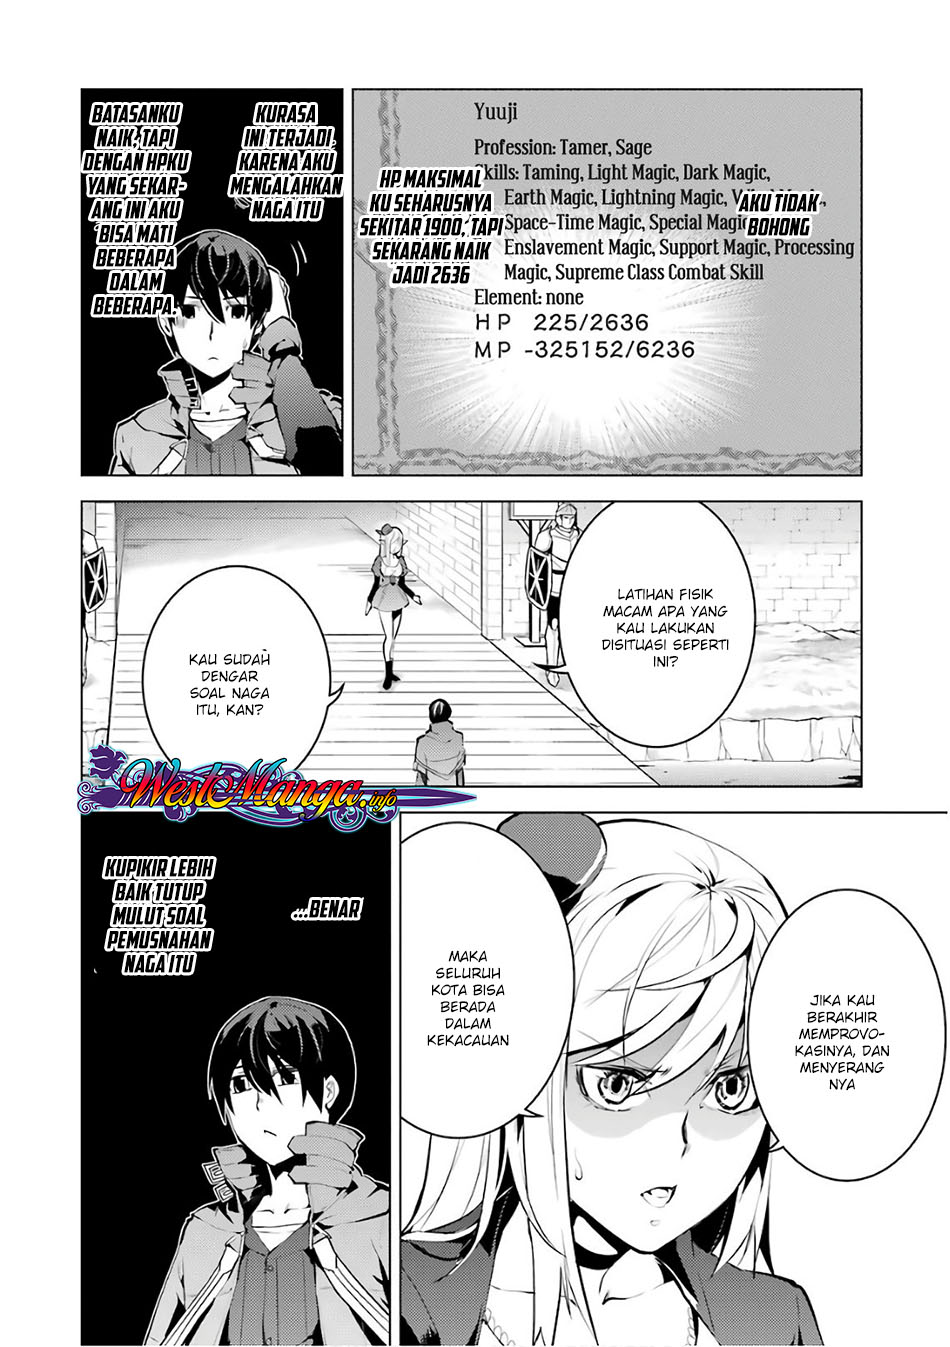 Yuuji
Profession: Tamer, Sage
Skills: Taming, Light Magic, Dark Magic,
Earth Magic, Lightning Magic,
Space-Time Magic, Special
Enslavement Magic, Support Magic, Processing
Magic, Supreme Class Combat Skill
Element: none
HP 225/2636
MP -325152/6236
AKU TIDAK
BOHONG
HP MAKSIMAL
KU SEHARUSNYA
SEKITAR 1900, TAPI
SEKARANG NAIK
JADI 2636
KURASA
INI TERJADI
KARENA AKU
MENGALAHKAN
NAGA ITU
BATASANKU
NAIK, TAPI
DENGAN HPKU
YANG SEKAR-
ANG INI AKU
BISA MATI
BEBERAPA
DALAM
BEBERAPA.
LATIHAN FISIK
MACAM APA YANG
KAU LAKUKAN
DISITUASI SEPERTI
INI?
KAU SUDAH
DENGAR
SOAL NAGA
ITU, KAN?
WestManga.info
JIKA KAU
BERAKHIR
MEMPROVO-
KASINYA, DAN
MENYERANG
NYA
MAKA
SELURUH
KOTA BISA
BERADA
DALAM
KEKACAUAN
...BENAR
KUPIKIR LEBIH
BAIK TUTUP
MULUT SOAL
PEMUSNAHAN
NAGA ITU